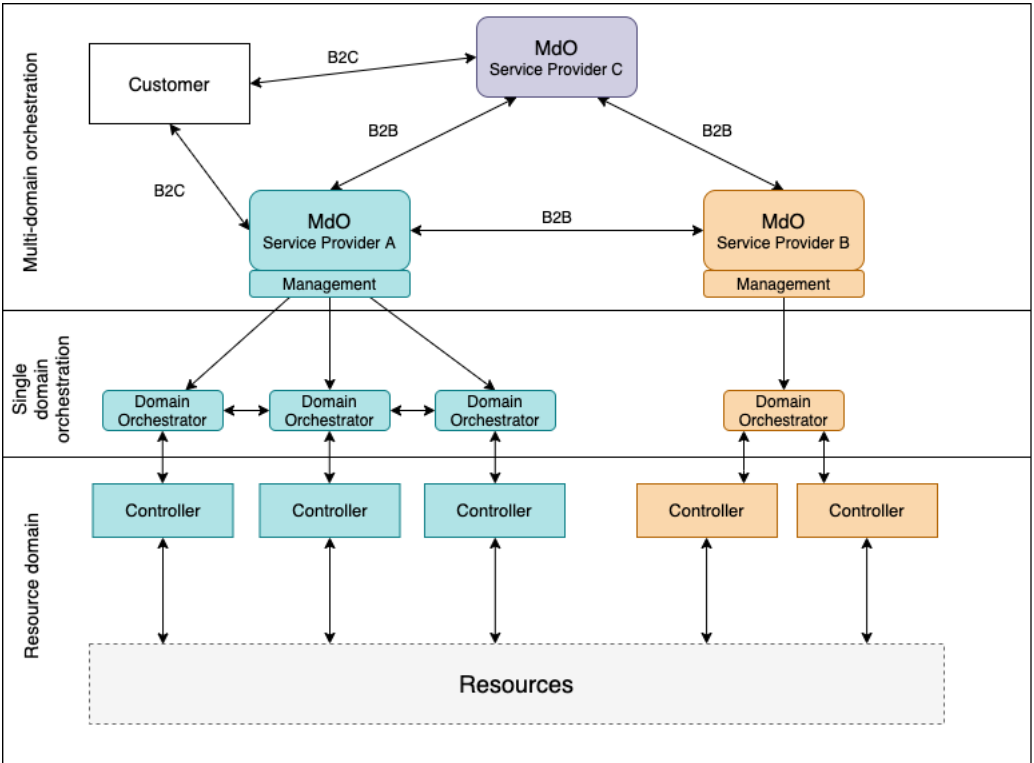 Multi-domain orchestration
Customer
B2C
MdO
Service Provider C
B2B
B2B
B2C
MdO
Service Provider A
Management
B2B
MdO
Service Provider B
Management
Single
domain
orchestration
Domain
Orchestrator
Domain
Orchestrator
Domain
Orchestrator
Domain
Orchestrator
Resource domain
Controller
Controller
Controller
Controller
Controller
Resources